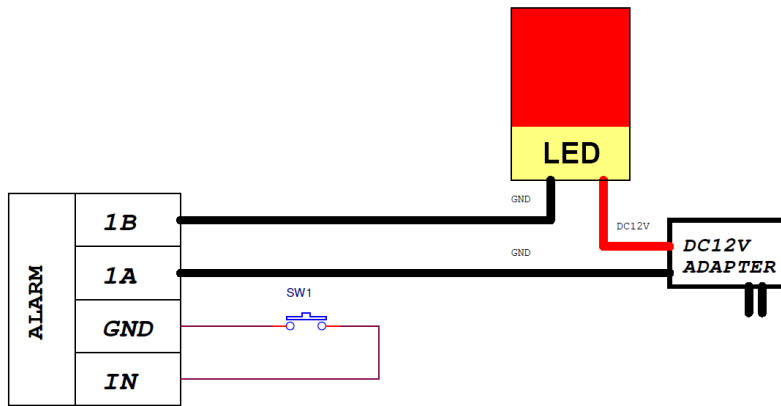 LED
GND
1B
DC12V
GND
DC12V
ADAPTER
1A
SW1
ALARM
GND
IN